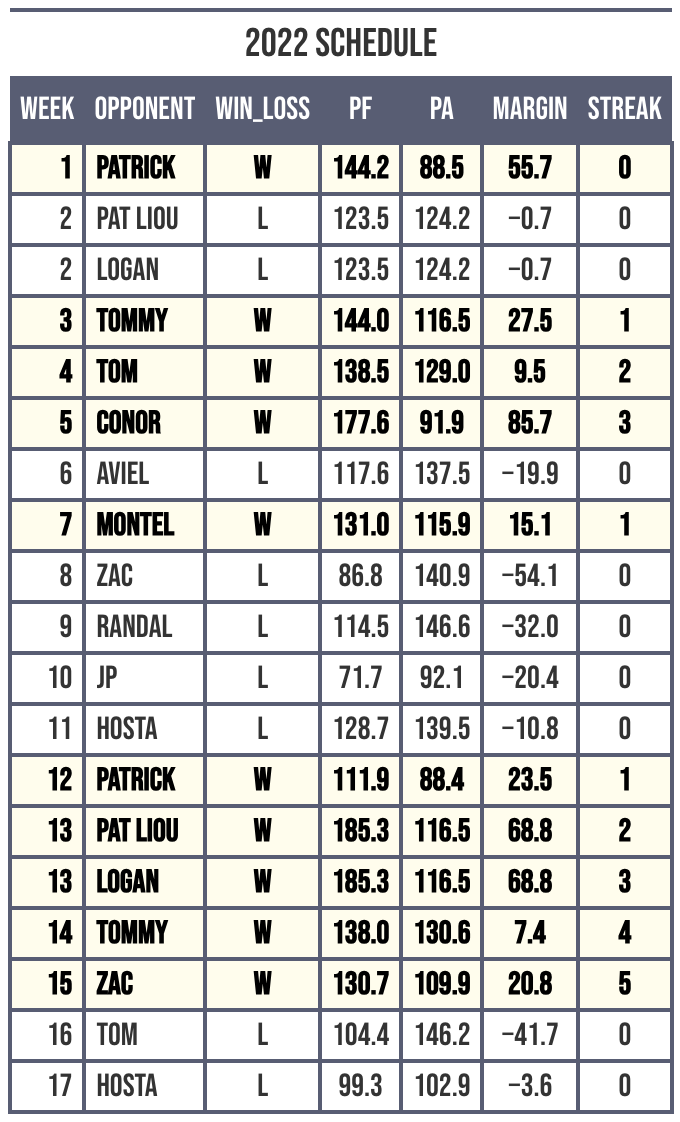 2022 SCHEDULE
WEEK OPPONENT WIN_LOSS PF PA MARGIN STREAK
1 PATRICK W 144.2 88.5 55.7 0
2 PAT LIOU L 123.5 124.2 −0.7 0
2 LOGAN L 123.5 124.2 −0.7 0
3 TOMMY W 144.0 116.5 27.5 1
4 TOM W 138.5 129.0 9.5 2
5 CONOR W 177.6 91.9 85.7 3
6 AVIEL L 117.6 137.5 −19.9 0
7 MONTEL W 131.0 115.9 15.1 1
8 ZAC L 86.8 140.9 −54.1 0
9 RANDAL L 114.5 146.6 −32.0 0
10 JP L 71.7 92.1 −20.4 0
11 HOSTA L 128.7 139.5 −10.8 0
12 PATRICK W 111.9 88.4 23.5 1
13 PAT LIOU W 185.3 116.5 68.8 2
13 LOGAN W 185.3 116.5 68.8 3
14 TOMMY W 138.0 130.6 7.4 4
15 ZAC W 130.7 109.9 20.8 5
16 TOM L 104.4 146.2 −41.7 0
17 HOSTA L 99.3 102.9 −3.6 0